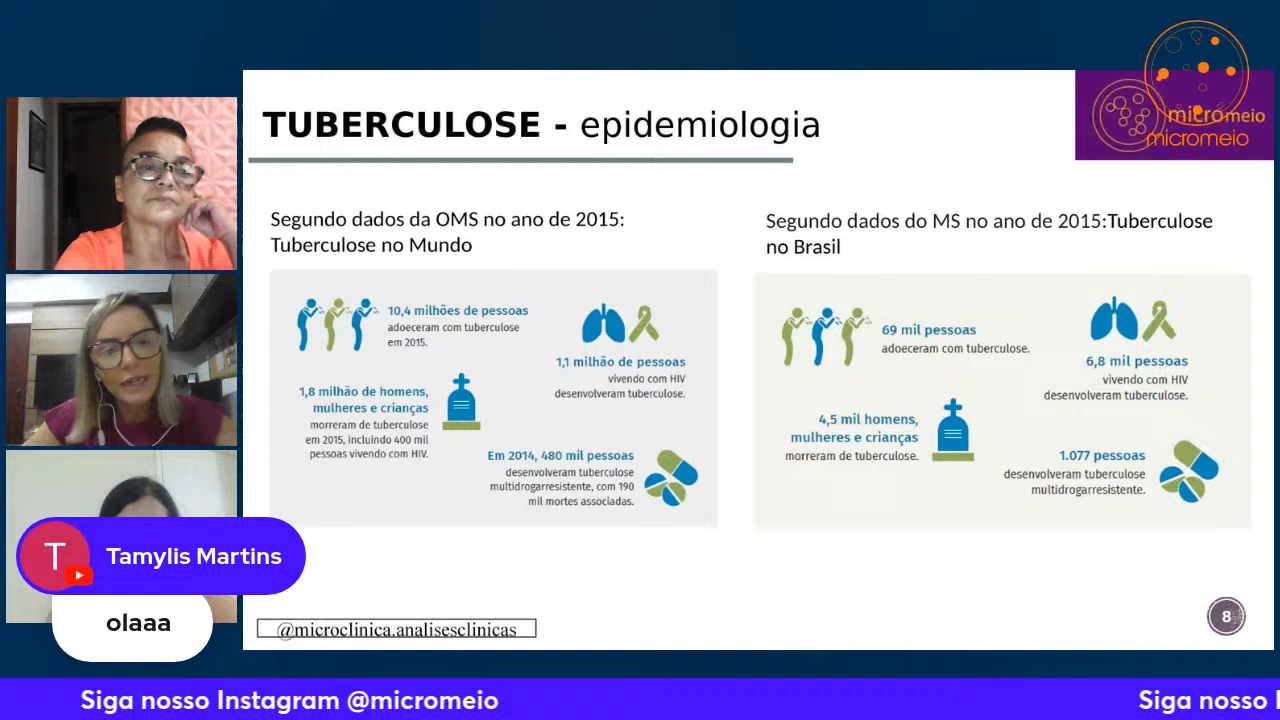 TUBERCULOSE - epidemiologia
micromeio
micromeio
Segundo dados da OMS no ano de 2015:
Tuberculose no Mundo
Segundo dados do MS no ano de 2015:Tuberculose
no Brasil
10,4 milhões de pessoas
adoeceram com tuberculose
em 2015.
1,1 milhão de pessoas
vivendo com HIV
desenvolveram tuberculose.
1,8 milhão de homens,
mulheres e crianças
morreram de tuberculose
em 2015, incluindo 400 mil
pessoas vivendo com HIV.
Em 2014, 480 mil pessoas
desenvolveram tuberculose
multidrogarresistente, com 190
mil mortes associadas.
69 mil pessoas
adoeceram com tuberculose.
6,8 mil pessoas
vivendo com HIV
desenvolveram tuberculose.
4,5 mil homens,
mulheres e crianças
morreram de tuberculose.
1.077 pessoas
desenvolveram tuberculose
multidrogarresistente.
T
Tamylis Martins
olaaa
@microclinica.analisesclinicas
8
Siga nosso Instagram @micromeio
Siga nosso